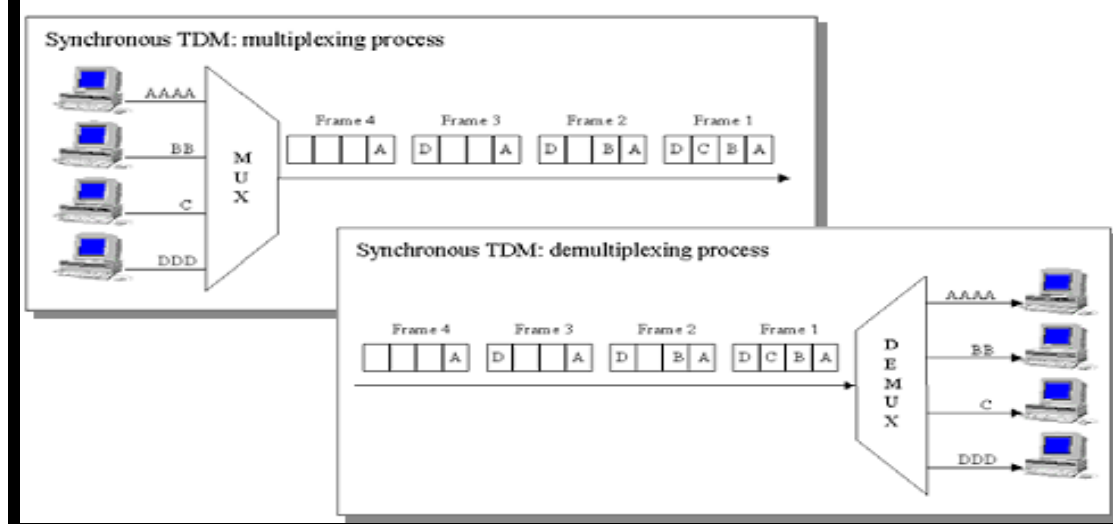 Synchronous TDM: multiplexing process
AAAA
Frame 4 Frame 3 Frame 2 Frame 1
BB
A D A D B A D C B A
M
U
X
C
DDD
Synchronous TDM: demultiplexing process
AAAA
Frame 4 Frame 3 Frame 2 Frame 1
D
E
M
U
X
BB
A D A D B A D C B A
C
DDD